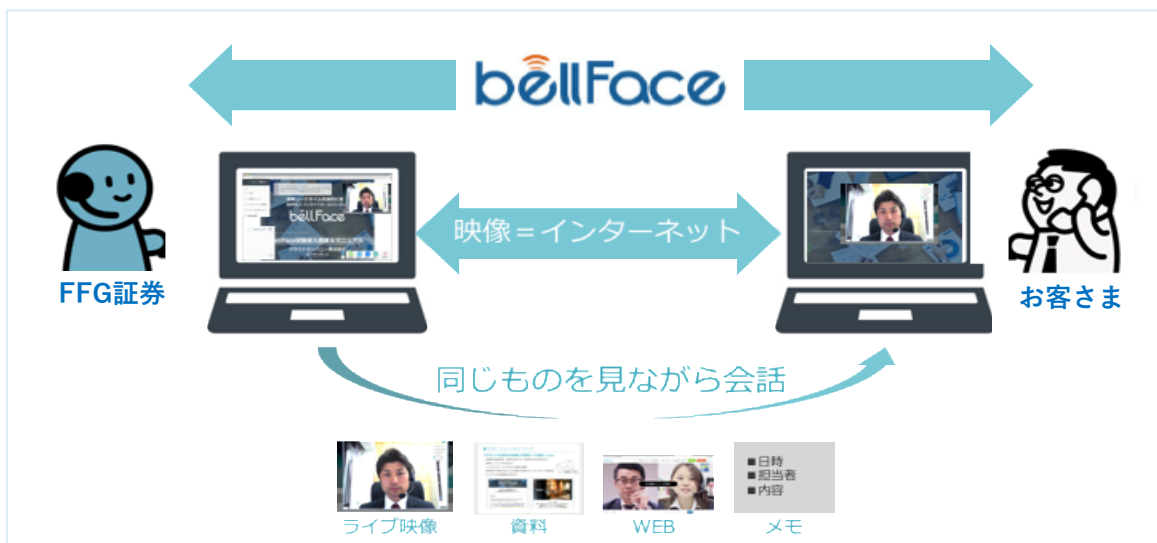 bellFace
bellFace
映像=インターネット
FFG証券
お客さま
同じものを見ながら会話
■日時
■担当者
■内容
ライブ映像
資料
WEB
メモ